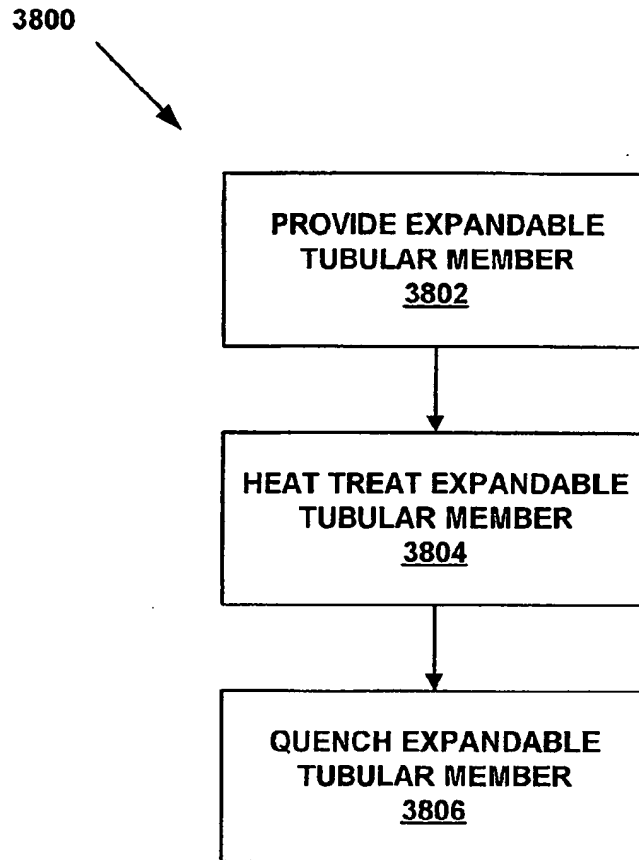 3800
PROVIDE EXPANDABLE
TUBULAR MEMBER
3802
HEAT TREAT EXPANDABLE
TUBULAR MEMBER
3804
QUENCH EXPANDABLE
TUBULAR MEMBER
3806